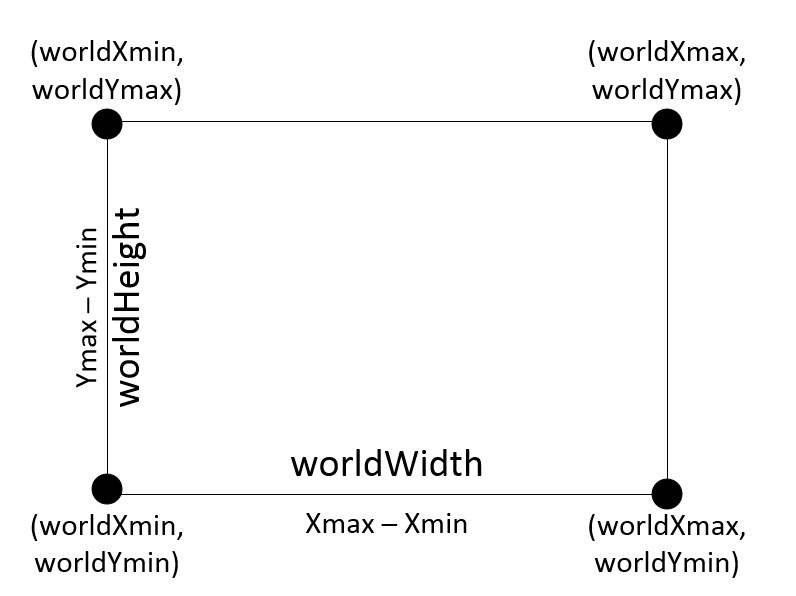 (worldXmin,
worldYmax)
(worldXmax,
worldYmax)
Ymax – Ymin
worldHeight
worldWidth
Xmax – Xmin
(worldXmin,
worldYmin)
(worldXmax,
worldYmin)